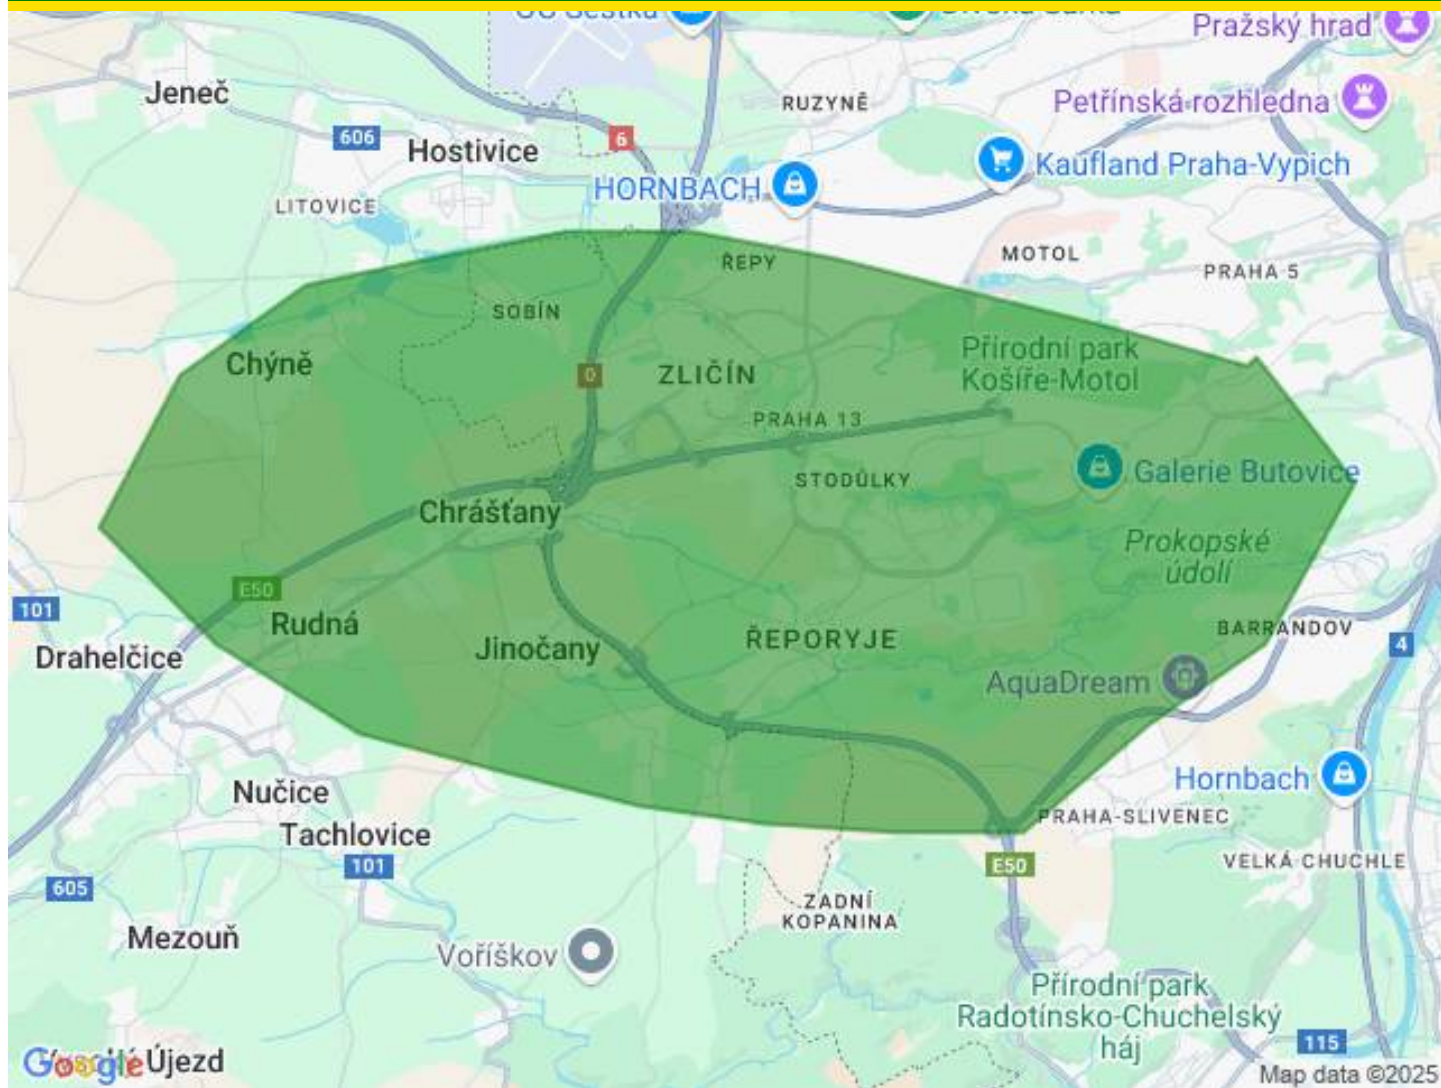 Pražský hrad
Jeneč
RUZYNĚ
Petřínská rozhledna
606
6
Hostivice
Kaufland Praha-Vypich
HORNBACH
LITOVICE
MOTOL
ŘEPY
PRAHA 5
SOBÍN
Chýně
Přírodní park
Košíře-Motol
0
ZLIČÍN
PRAHA 13
STODŮLKY
Galerie Butovice
Chrášťany
Prokopské
údolí
E50
101
Rudná
BARRANDOV
Jinočany
ŘEPORYJE
4
Drahelčice
AquaDream
Nučice
Hornbach
PRAHA-SLIVENEC
Tachlovice
101
E50
VELKÁ CHUCHLE
605
ZADNÍ
KOPANINA
Mezouň
Voříškov
Přírodní park
Radotínsko-Chuchelský
háj
115
Google
Újezd
Map data ©2025